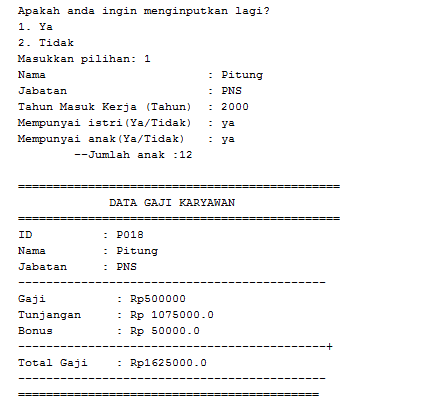 Apakah anda ingin menginputkan lagi?
1. Ya
2. Tidak
Masukkan pilihan: 1
Nama                       : Pitung
Jabatan                    : PNS
Tahun Masuk Kerja (Tahun)  : 2000
Mempunyai istri(Ya/Tidak)  : ya
Mempunyai anak(Ya/Tidak)   : ya
        --Jumlah anak :12
==============================================
             DATA GAJI KARYAWAN
==============================================
ID          : P018
Nama        : Pitung
Jabatan     : PNS
--------------------------------------------
Gaji          : Rp500000
Tunjangan     : Rp 1075000.0
Bonus         : Rp 50000.0
--------------------------------------------+
Total Gaji    : Rp1625000.0
--------------------------------------------
===========================================